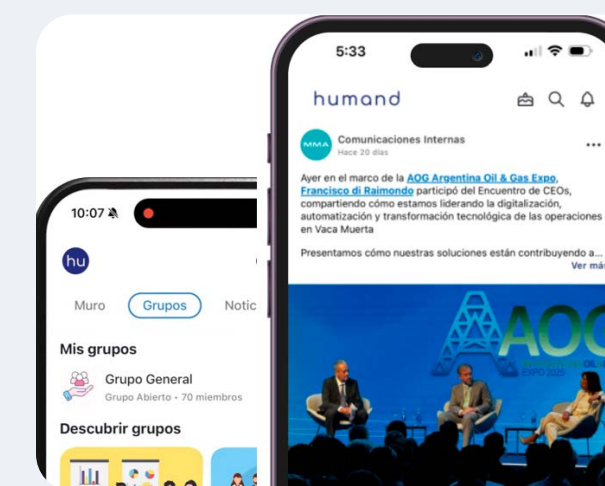 10:07
hu
Muro
Grupos
Notic
Mis grupos
Grupo General
Grupo Abierto • 70 miembros
Descubrir grupos
5:33
humand
MMA
Comunicaciones Internas
Hace 20 días
Ayer en el marco de la AOG Argentina Oil & Gas Expo,
Francisco di Raimondo participó del Encuentro de CEOs,
compartiendo cómo estamos liderando la digitalización,
automatización y transformación tecnológica de las operaciones
en Vaca Muerta
Presentamos cómo nuestras soluciones están contribuyendo a...
Ver más
AOG
EXPO 2025